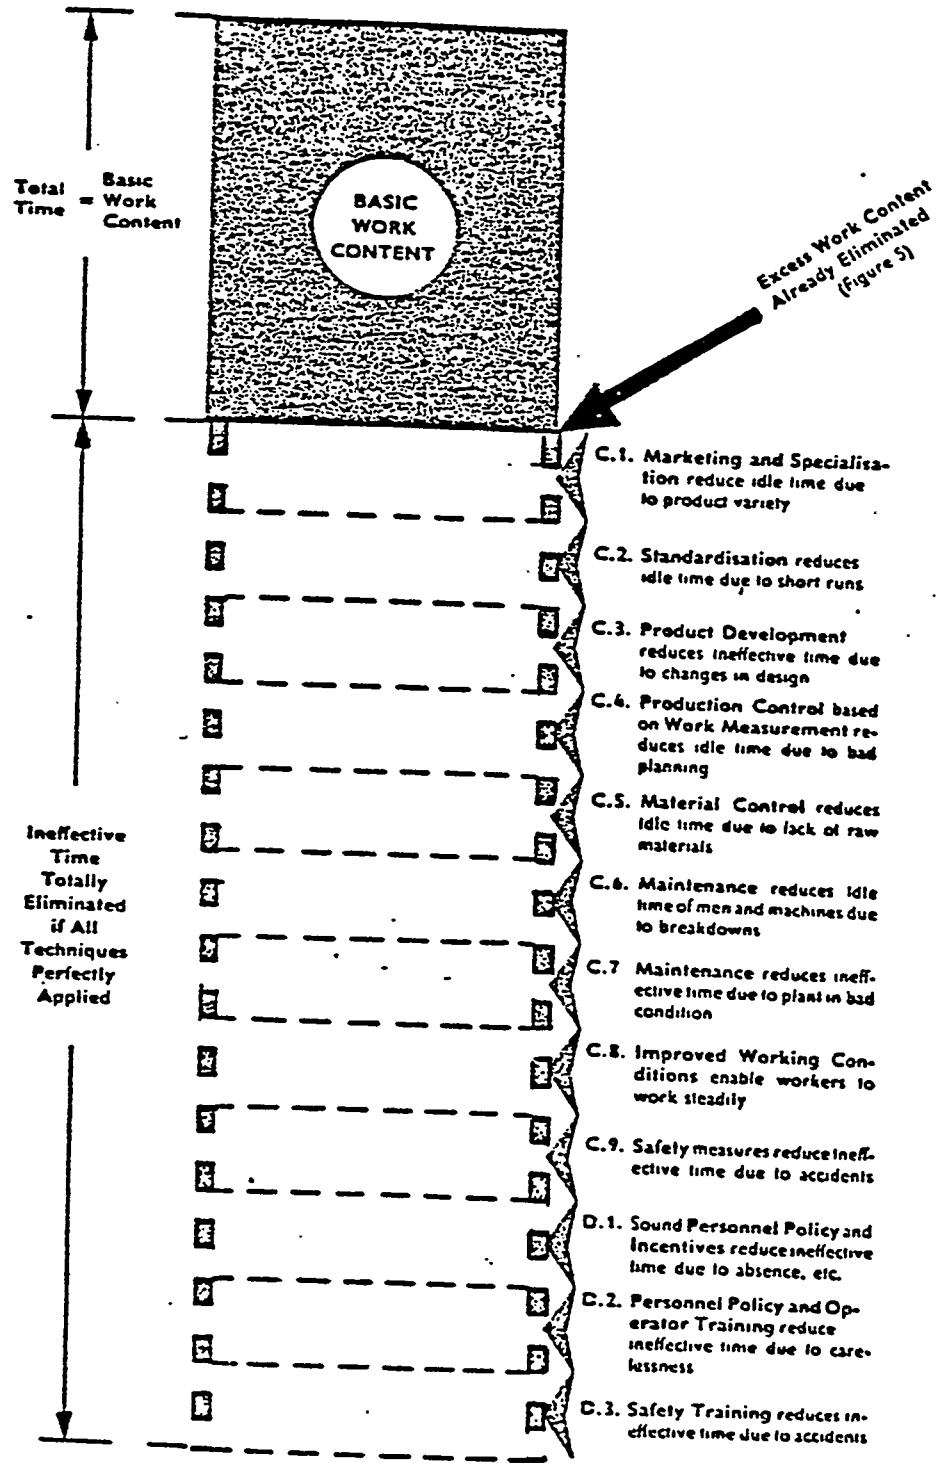 Total
Time
=
Basic
Work
Content
BASIC
WORK
CONTENT
Excess Work Content
Already Eliminated
(Figure 5)
C.1. Marketing and Specialisa-
tion reduce idle time due
to product variety
C.2. Standardisation reduces
idle time due to short runs
C.3. Product Development
reduces ineffective time due
to changes in design
C.4. Production Control based
on Work Measurement re-
duces idle time due to bad
planning
C.5. Material Control reduces
idle time due to lack of raw
materials
C.6. Maintenance reduces idle
time of men and machines due
to breakdowns
C.7 Maintenance reduces ineff-
ective time due to plant in bad
condition
C.8. Improved Working Con-
ditions enable workers to
work steadily
C.9. Safety measures reduce ineff-
ective time due to accidents
D.1. Sound Personnel Policy and
Incentives reduce ineffective
time due to absence, etc.
D.2. Personnel Policy and Op-
erator Training reduce
ineffective time due to care-
lessness
D.3. Safety Training reduces in-
effective time due to accidents
Ineffective
Time
Totally
Eliminated
if All
Techniques
Perfectly
Applied